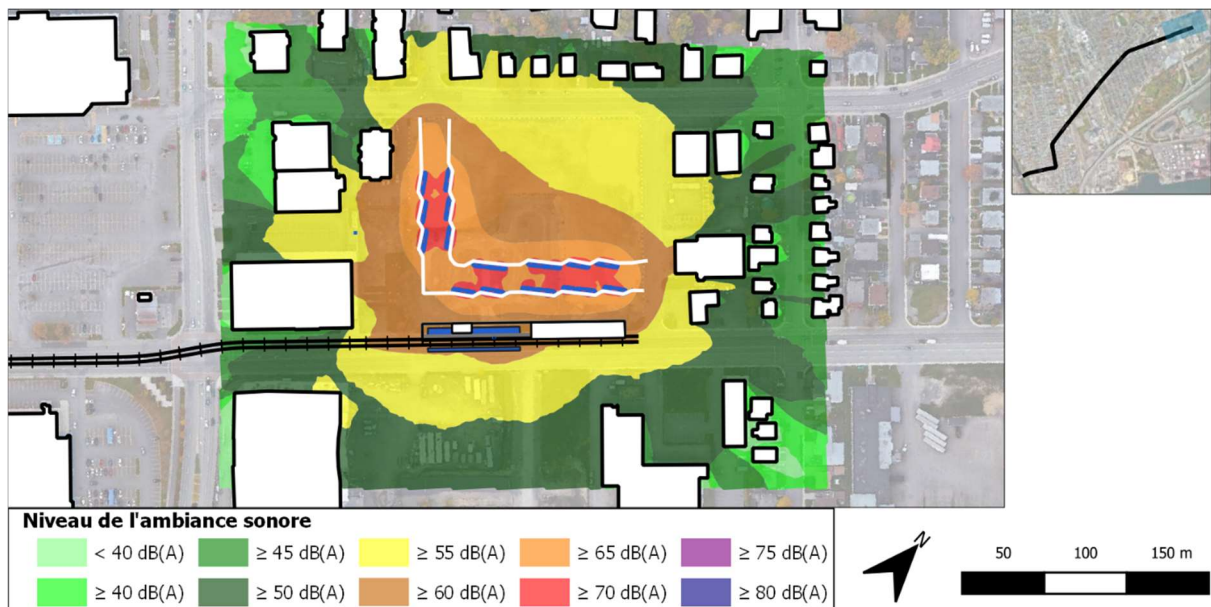 Niveau de l'ambiance sonore
< 40 dB(A) ≥ 45 dB(A) ≥ 55 dB(A) ≥ 65 dB(A) ≥ 75 dB(A)
≥ 40 dB(A) ≥ 50 dB(A) ≥ 60 dB(A) ≥ 70 dB(A) ≥ 80 dB(A)
N
50 100 150 m